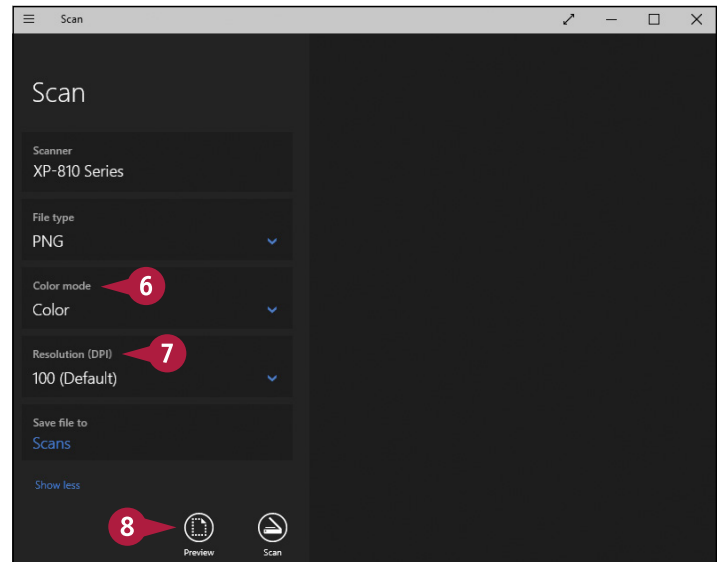 Scan
Scan
Scanner
XP-810 Series
File type
PNG
Color mode
6
Color
Resolution (DPI)
7
100 (Default)
Save file to
Scans
Show less
8
Preview
Scan